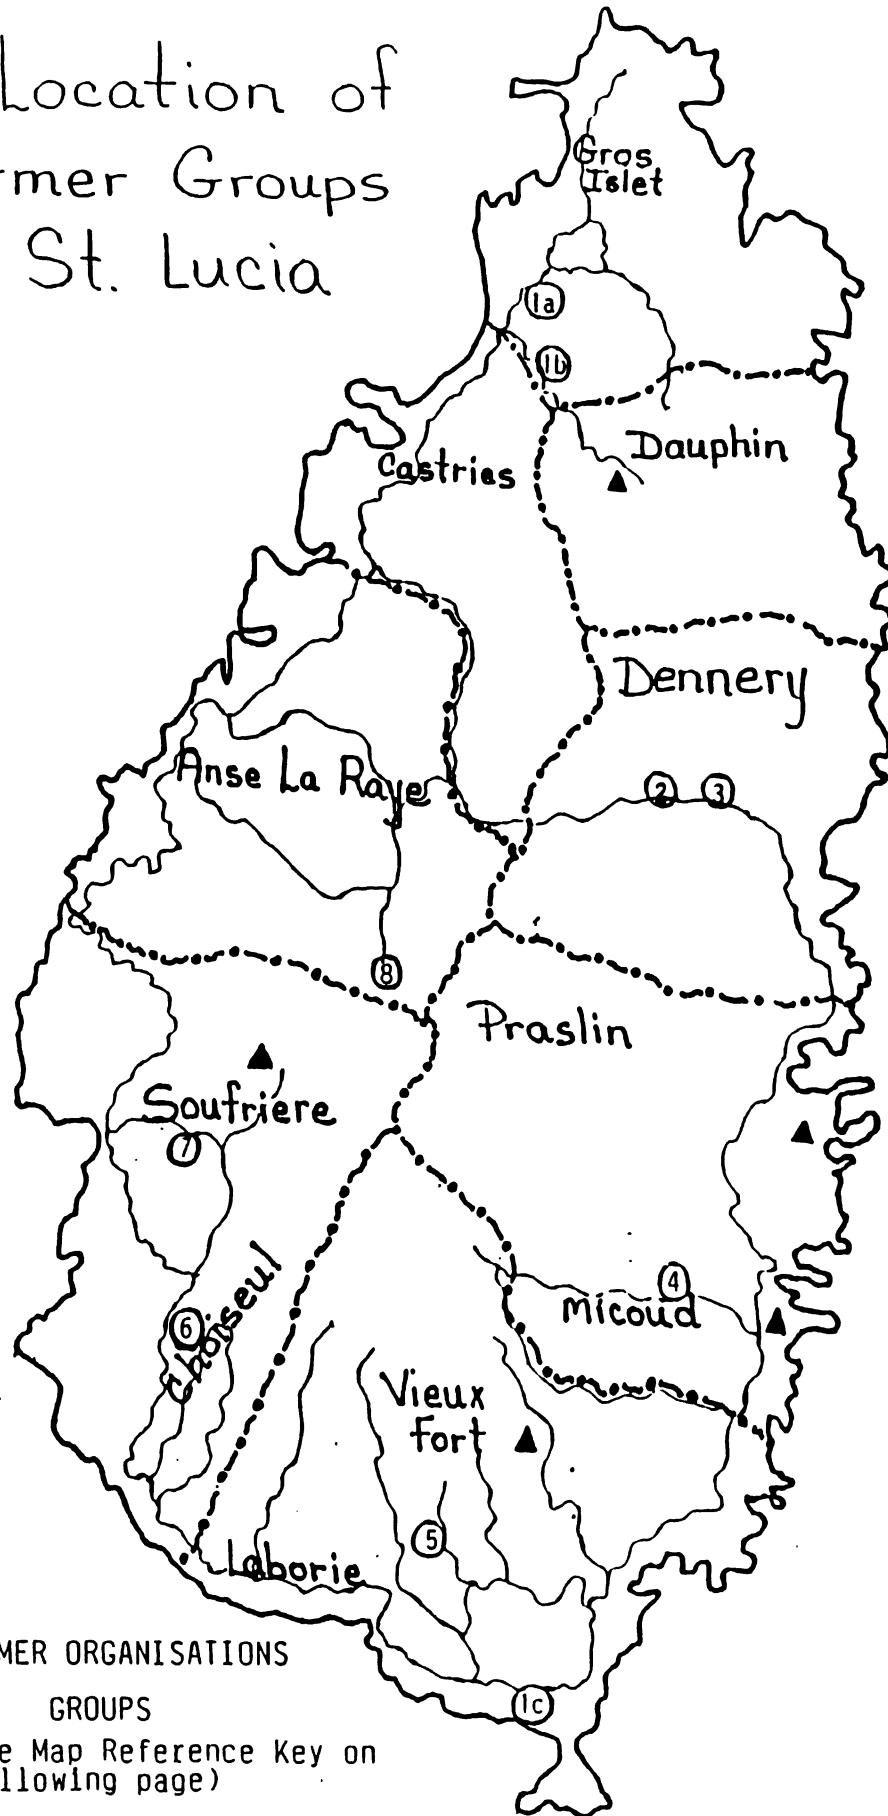 Location of
rmer Groups
St. Lucia
Gros
Islet
1a
1b
Dauphin
Castries
Dennery
Anse La Raye
2
3
8
Praslin
Soufriere
7
4
Micoud
Choiseul
6
Vieux
Fort
5
Laborie
1c
MER ORGANISATIONS
GROUPS
e Map Reference Key on
llowing page)